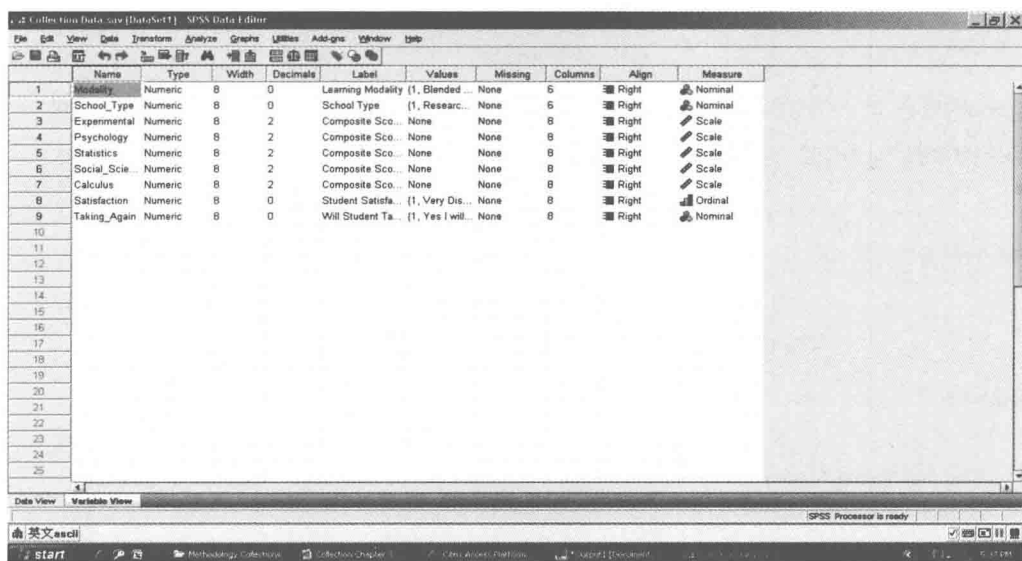 Collection Data.sav [DataSet1] - SPSS Data Editor
File Edit View Data Transform Analyze Graphs Utilities Add-ons Window Help
Name Type Width Decimals Label Values Missing Columns Align Measure
1 Modality Numeric 8 0 Learning Modality {1, Blended ... None 6 Right Nominal
2 School_Type Numeric 8 0 School Type {1, Researc... None 6 Right Nominal
3 Experimental Numeric 8 2 Composite Sco... None None 8 Right Scale
4 Psychology Numeric 8 2 Composite Sco... None None 8 Right Scale
5 Statistics Numeric 8 2 Composite Sco... None None 8 Right Scale
6 Social_Scie... Numeric 8 2 Composite Sco... None None 8 Right Scale
7 Calculus Numeric 8 2 Composite Sco... None None 8 Right Scale
8 Satisfaction Numeric 8 0 Student Satisfa... {1, Very Dis... None 8 Right Ordinal
9 Taking_Again Numeric 8 0 Will Student Ta... {1, Yes I will... None 8 Right Nominal
10
11
12
13
14
15
16
17
18
19
20
21
22
23
24
25
Data View Variable View
SPSS Processor is ready
英文ascii
start Methodology Collections Collection Chapter Output1 [Document 5:37 PM